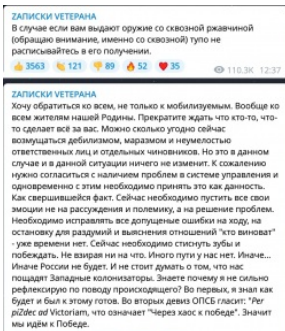 ZАПИСКИ VЕТЕРАНА
В случае если вам выдают оружие со сквозной ржавчиной
(обращаю внимание, именно со сквозной) тупо не
расписывайтесь в его получении.
👍 3563 👏 121 👎 89 🔥 52 ❤ 35
110.3K 12:37
ZАПИСКИ VЕТЕРАНА
Хочу обратиться ко всем, не только к мобилизуемым. Вообще ко
всем жителям нашей Родины. Прекратите ждать что кто-то, что-
то сделает всё за вас. Можно сколько угодно сейчас
возмущаться дебилизмом, маразмом и неумелостью
ответственных лиц и отдельных чиновников. Но это в данном
случае и в данной ситуации ничего не изменит. К сожалению
нужно согласиться с наличием проблем в системе управления и
одновременно с этим необходимо принять это как данность.
Как свершившейся факт. Сейчас необходимо пустить все свои
эмоции не на рассуждения и полемику, а на решение проблем.
Необходимо исправлять все допущенные ошибки на ходу, на
остановку для раздумий и выяснения отношений "кто виноват"
- уже времени нет. Сейчас необходимо стиснуть зубы и
побеждать. Не взирая ни на что. Иного пути у нас нет. Иначе...
Иначе России не будет. И не стоит думать о том, что нас
пощадят Западные колонизаторы. Знаете почему я не сильно
рефлексирую по поводу происходящего? Во первых, я знал как
будет и был к этому готов. Во вторых девиз ОПСБ гласит: "Per
piZdec ad Victoriam, что означает "Через хаос к победе". Значит
мы идём к Победе.